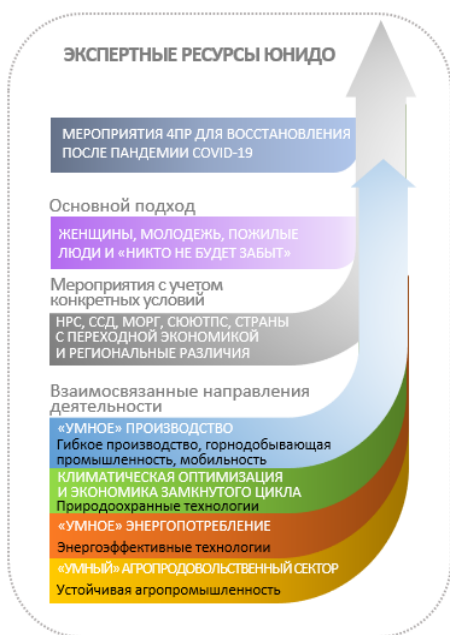 ЭКСПЕРТНЫЕ РЕСУРСЫ ЮНИДО
МЕРОПРИЯТИЯ 4ПР ДЛЯ ВОССТАНОВЛЕНИЯ
ПОСЛЕ ПАНДЕМИИ COVID-19
Основной подход
ЖЕНЩИНЫ, МОЛОДЕЖЬ, ПОЖИЛЫЕ
ЛЮДИ И «НИКТО НЕ БУДЕТ ЗАБЫТ»
Мероприятия с учетом
конкретных условий
НРС, ССД, МОРГ, СЮЮТПС, СТРАНЫ
С ПЕРЕХОДНОЙ ЭКОНОМИКОЙ
И РЕГИОНАЛЬНЫЕ РАЗЛИЧИЯ
Взаимосвязанные направления
деятельности
«УМНОЕ» ПРОИЗВОДСТВО
Гибкое производство, горнодобывающая
промышленность, мобильность
КЛИМАТИЧЕСКАЯ ОПТИМИЗАЦИЯ
И ЭКОНОМИКА ЗАМКНУТОГО ЦИКЛА
Природоохранные технологии
«УМНОЕ» ЭНЕРГОПОТРЕБЛЕНИЕ
Энергоэффективные технологии
«УМНЫЙ» АГРОПРОДОВОЛЬСТВЕННЫЙ СЕКТОР
Устойчивая агропромышленность